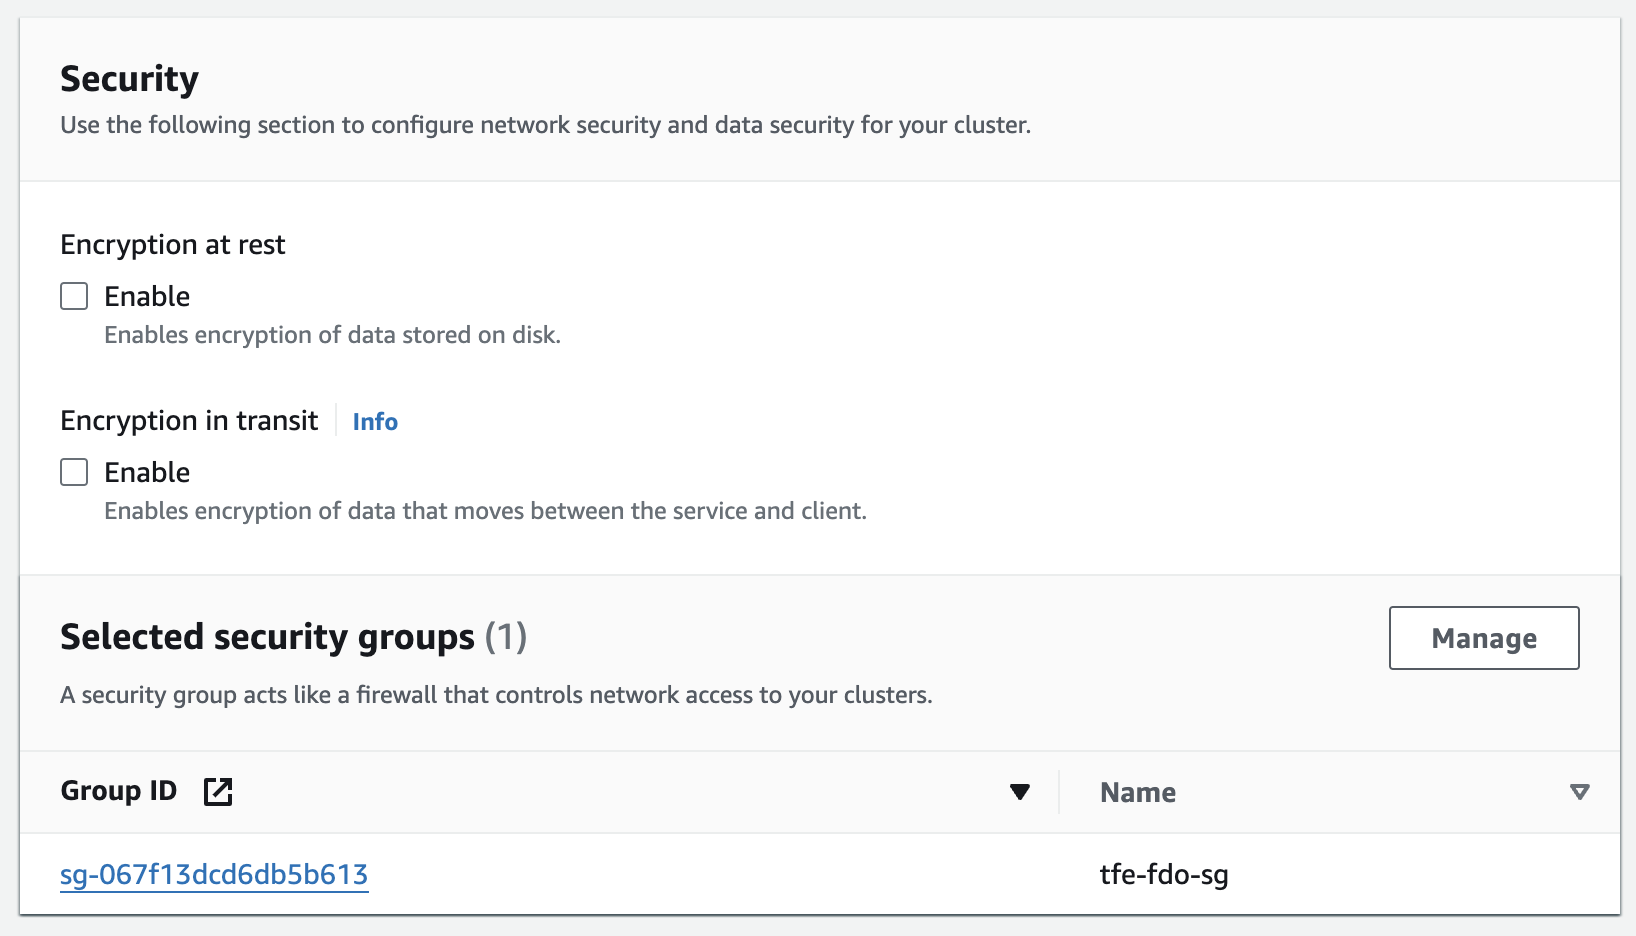 Security
Use the following section to configure network security and data security for your cluster.
Encryption at rest
Enable
Enables encryption of data stored on disk.
Encryption in transit Info
Enable
Enables encryption of data that moves between the service and client.
Selected security groups (1) Manage
A security group acts like a firewall that controls network access to your clusters.
Group ID Name
sg-067f13dcd6db5b613 tfe-fdo-sg